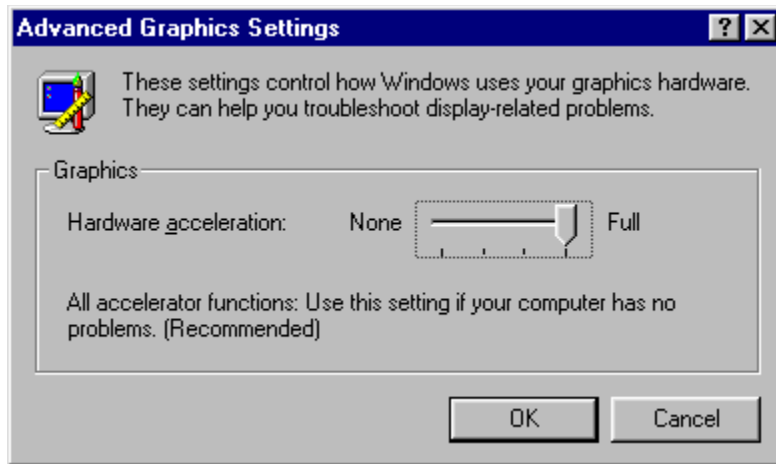 Advanced Graphics Settings
These settings control how Windows uses your graphics hardware.
They can help you troubleshoot display-related problems.
Graphics
Hardware acceleration: None Full
All accelerator functions: Use this setting if your computer has no
problems. (Recommended)
OK Cancel